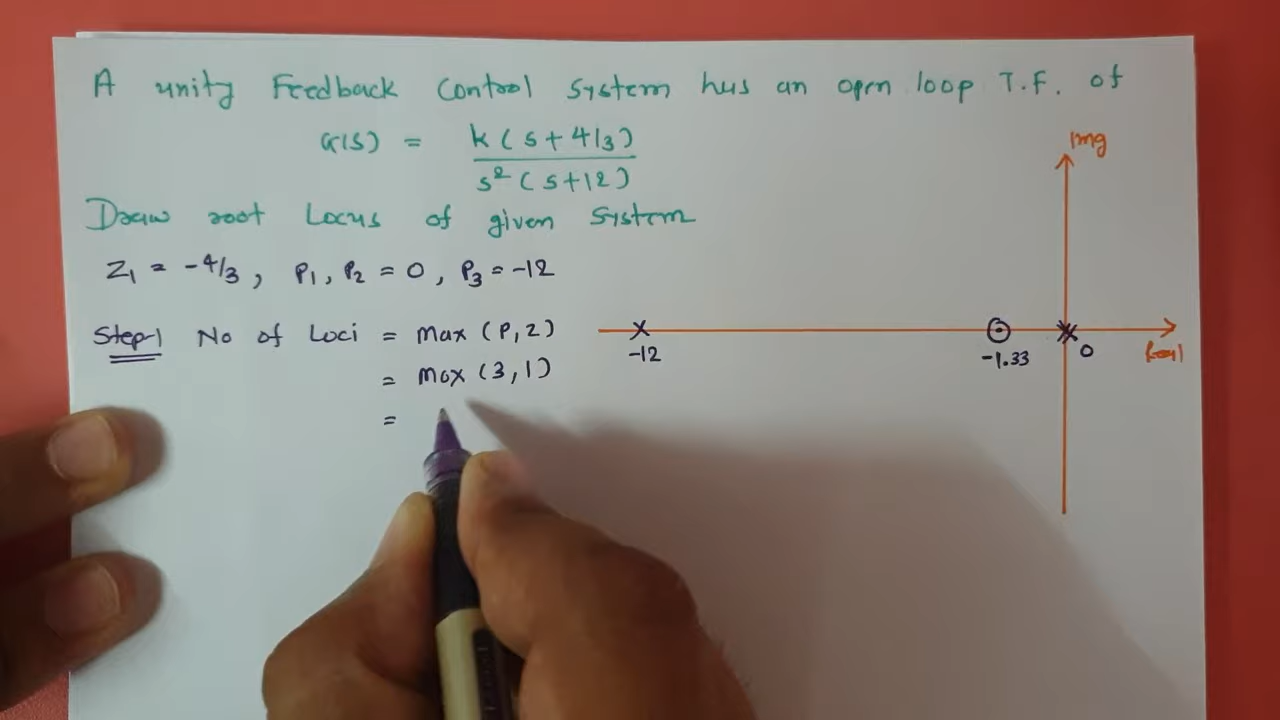 A unity Feedback Control System has an open loop T.F. of
G(S) = k(s+4/3) / s²(s+12)
Draw root Locus of given System
Z₁ = -4/3, P₁, P₂ = 0, P₃ = -12
Step-1 No of Loci = Max (P, Z)
= Max (3, 1)
=
Img
-12
-1.33
0
Real